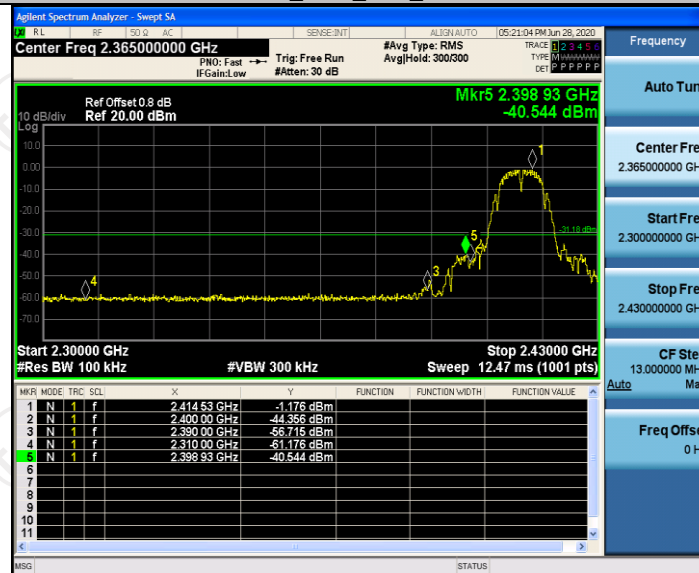 Agilent Spectrum Analyzer - Swept SA
RL RF 50 Ω AC SENSE:INT ALIGN AUTO 05:21:04 PM Jun 28, 2020
Center Freq 2.365000000 GHz
PNO: Fast
IFGain:Low
Trig: Free Run
#Atten: 30 dB
#Avg Type: RMS
Avg|Hold: 300/300
TRACE 1 2 3 4 5 6
TYPE M
DET P P P P P P
Ref Offset 0.8 dB
10 dB/div Ref 20.00 dBm
Log
Mkr5 2.398 93 GHz
-40.544 dBm
10.0
0.00
-10.0
-20.0
-30.0
-40.0
-50.0
-60.0
-70.0
1
-31.18 dBm
5
2
3
4
Start 2.30000 GHz Stop 2.43000 GHz
#Res BW 100 kHz #VBW 300 kHz Sweep 12.47 ms (1001 pts)
MKR MODE TRC SCL X Y FUNCTION FUNCTION WIDTH FUNCTION VALUE
1 N 1 f 2.414 53 GHz -1.176 dBm
2 N 1 f 2.400 00 GHz -44.356 dBm
3 N 1 f 2.390 00 GHz -56.715 dBm
4 N 1 f 2.310 00 GHz -61.176 dBm
5 N 1 f 2.398 93 GHz -40.544 dBm
6
7
8
9
10
11
MSG STATUS
Frequency
Auto Tun
Center Fre
2.365000000 GH
Start Fre
2.300000000 GH
Stop Fre
2.430000000 GH
CF Ste
13.000000 MH
Auto Ma
Freq Offse
0 H